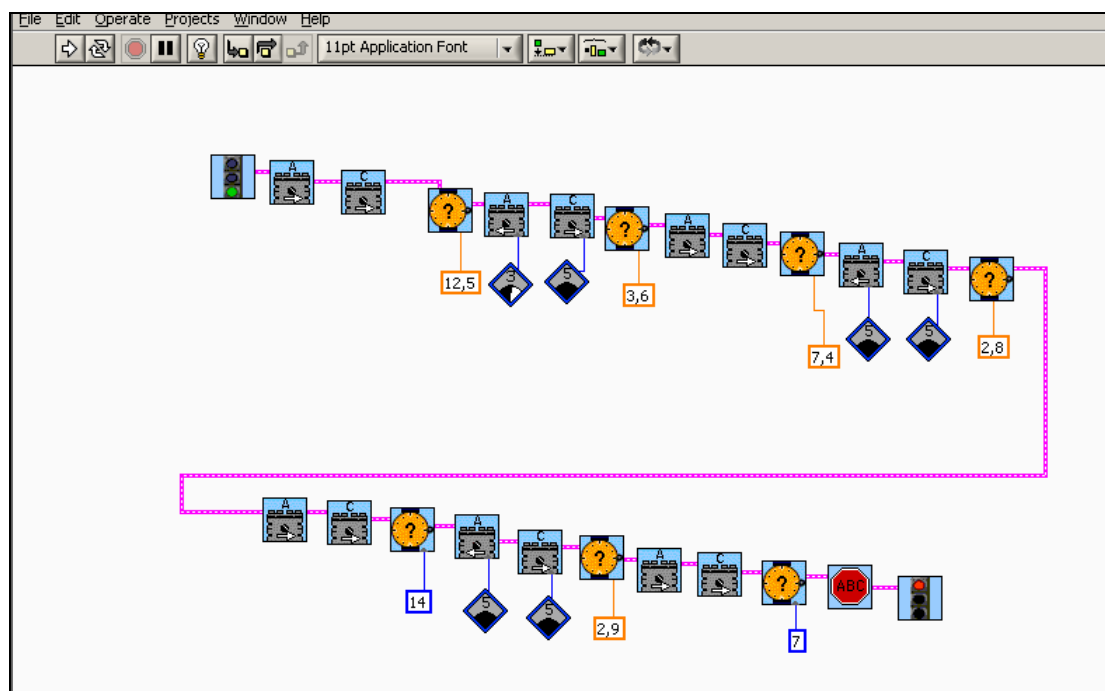 File Edit Operate Projects Window Help
11pt Application Font
A C ? A C ? A C ? A C ?
12,5 3 5 3,6 7,4 5 5 2,8
A C ? A C ? A C ? ABC
14 5 5 2,9 7